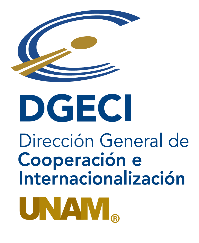 DGECI
Dirección General de
Cooperación e
Internacionalización
UNAM®